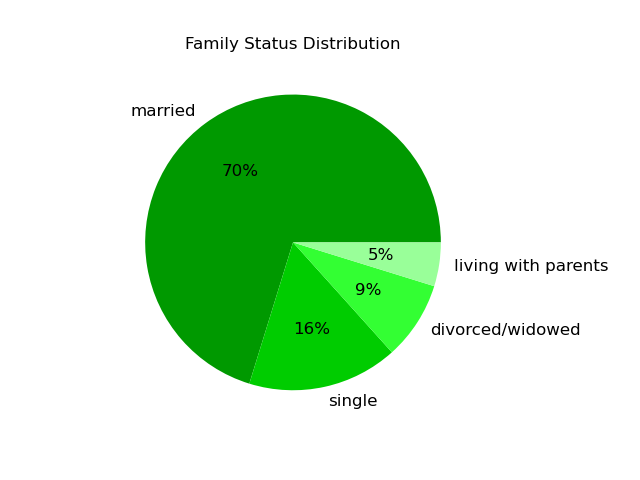 Family Status Distribution
married
70%
5%
living with parents
9%
divorced/widowed
16%
single